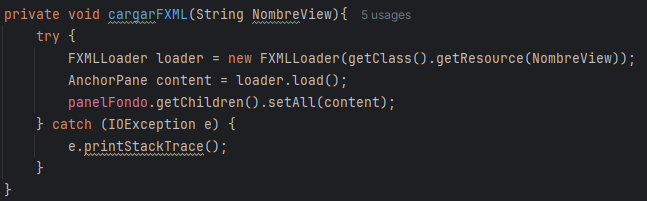 private void cargarFXML(String NombreView){ 5 usages
    try {
        FXMLLoader loader = new FXMLLoader(getClass().getResource(NombreView));
        AnchorPane content = loader.load();
        panelFondo.getChildren().setAll(content);
    } catch (IOException e) {
        e.printStackTrace();
    }
}